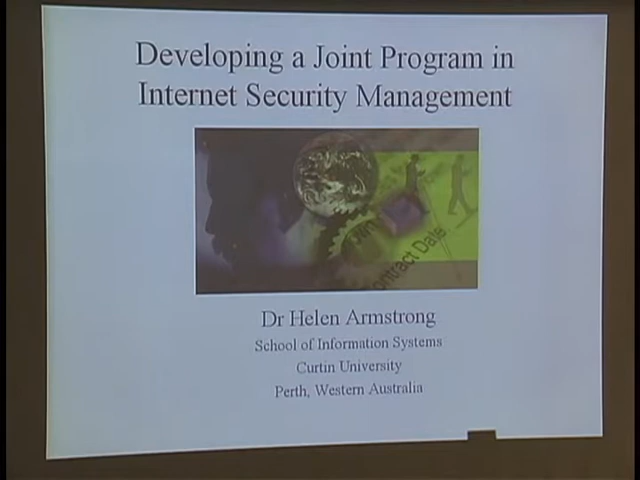 Developing a Joint Program in
Internet Security Management
ontract Date
Dr Helen Armstrong
School of Information Systems
Curtin University
Perth, Western Australia